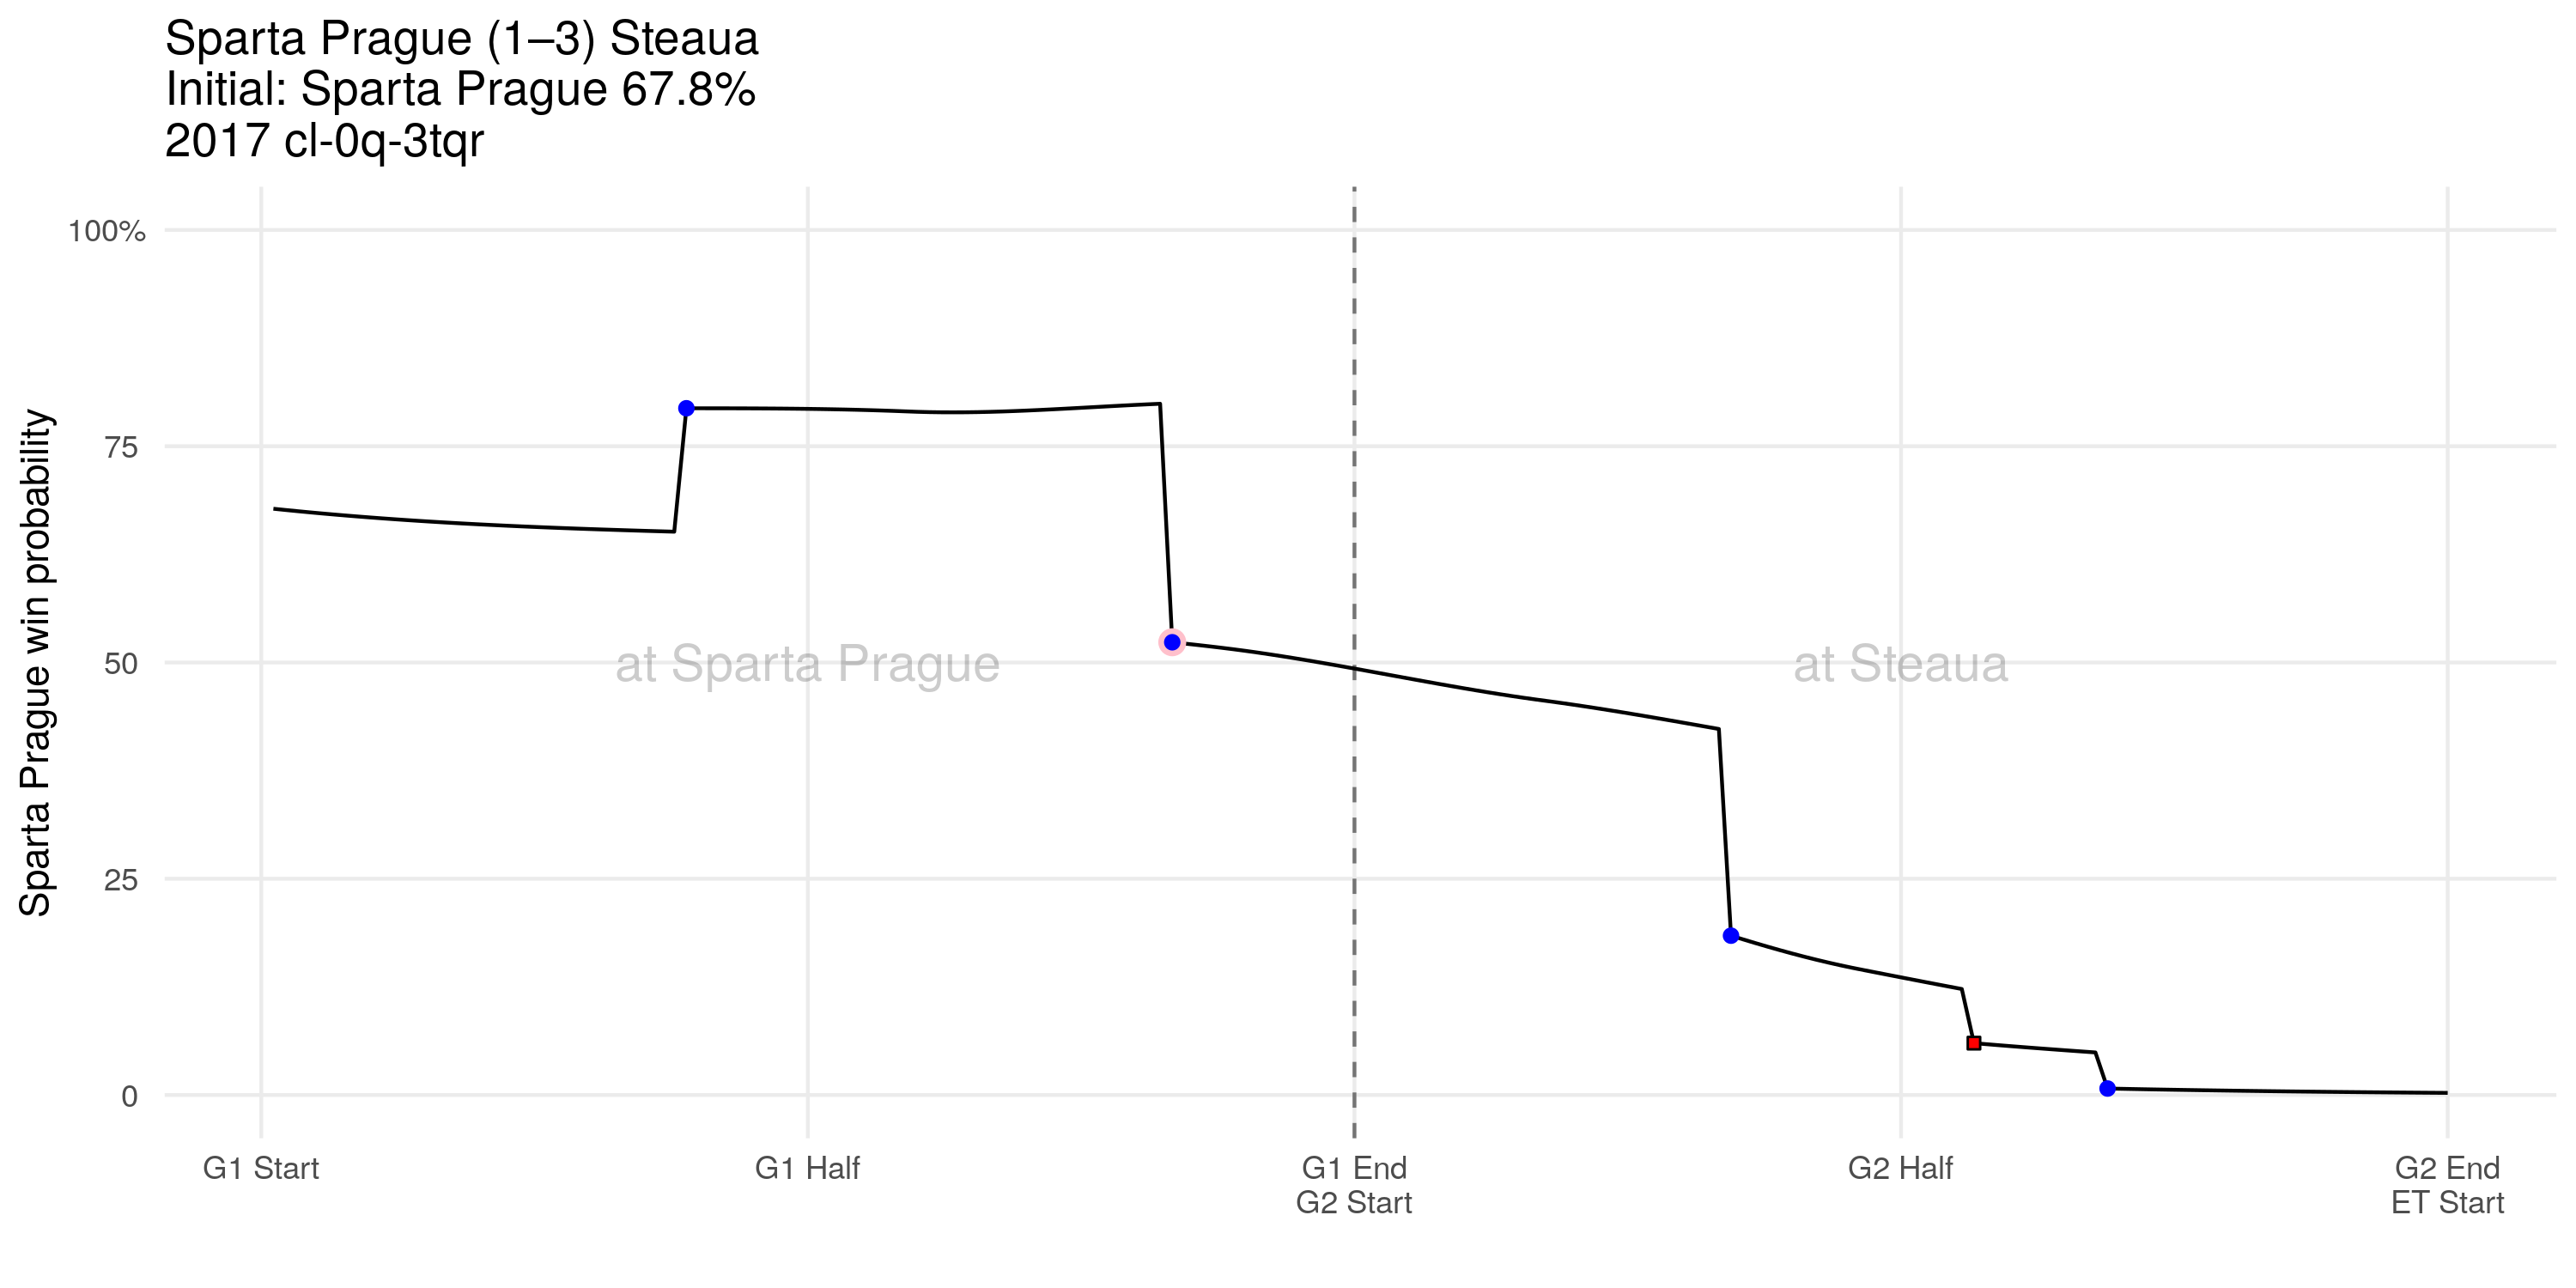 Sparta Prague (1–3) Steaua
Initial: Sparta Prague 67.8%
2017 cl-0q-3tqr
Sparta Prague win probability
100%
75
50
25
0
at Sparta Prague
at Steaua
G1 Start
G1 Half
G1 End
G2 Start
G2 Half
G2 End
ET Start